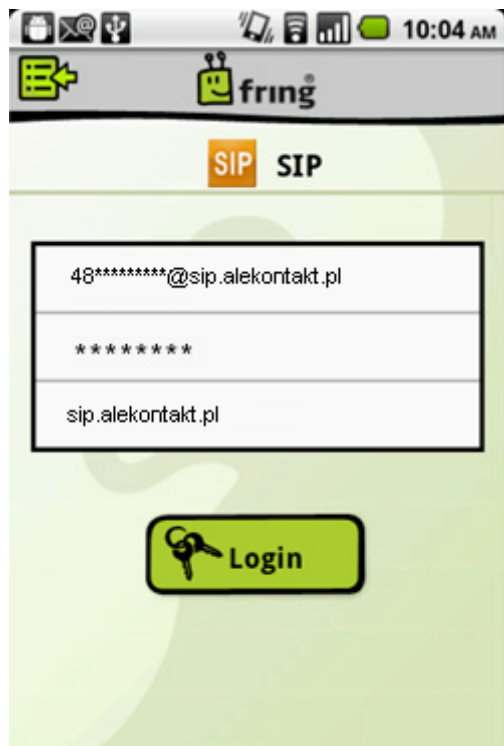 10:04 AM
fring®
SIP SIP
48*********@sip.alekontakt.pl
********
sip.alekontakt.pl
Login